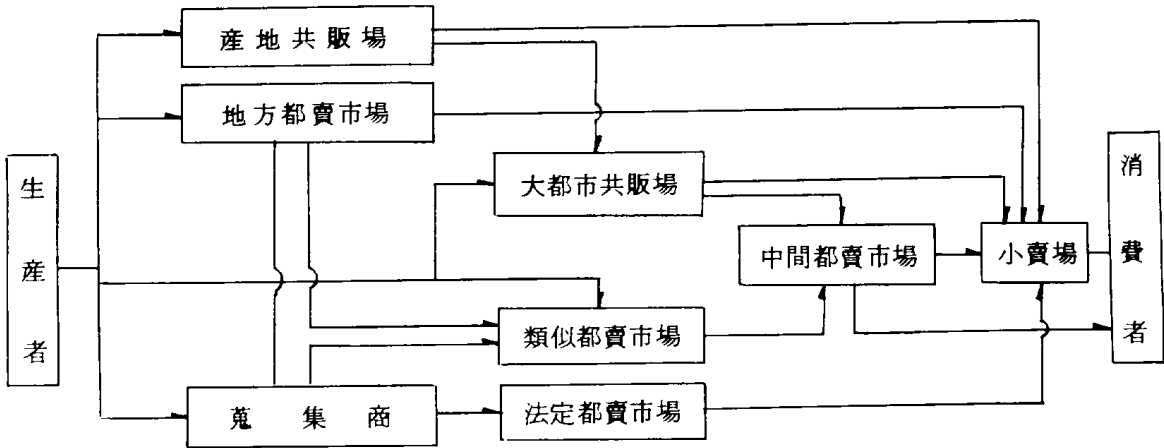 産地共販場
地方都賣市場
生産者
大都市共販場
消費者
中間都賣市場
小賣場
類似都賣市場
蒐集商
法定都賣市場